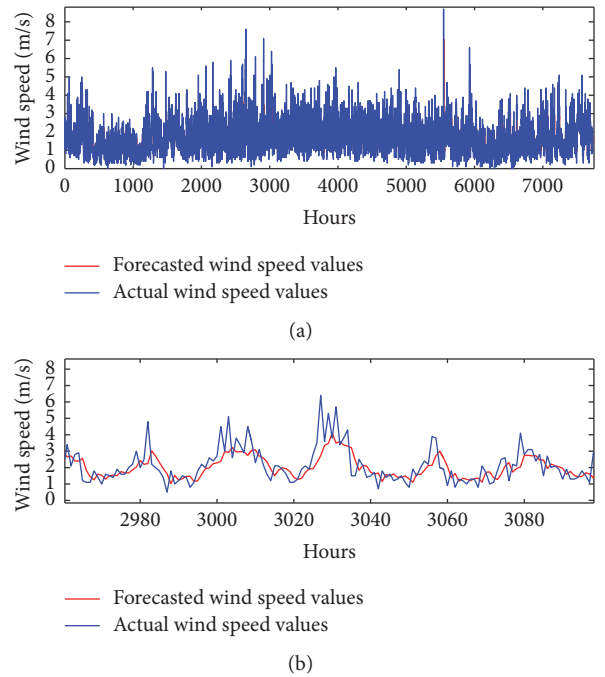 Wind speed (m/s)
8
7
6
5
4
3
2
1
0
0 1000 2000 3000 4000 5000 6000 7000
Hours
Forecasted wind speed values
Actual wind speed values
(a)
Wind speed (m/s)
8
7
6
5
4
3
2
1
0
2980 3000 3020 3040 3060 3080
Hours
Forecasted wind speed values
Actual wind speed values
(b)